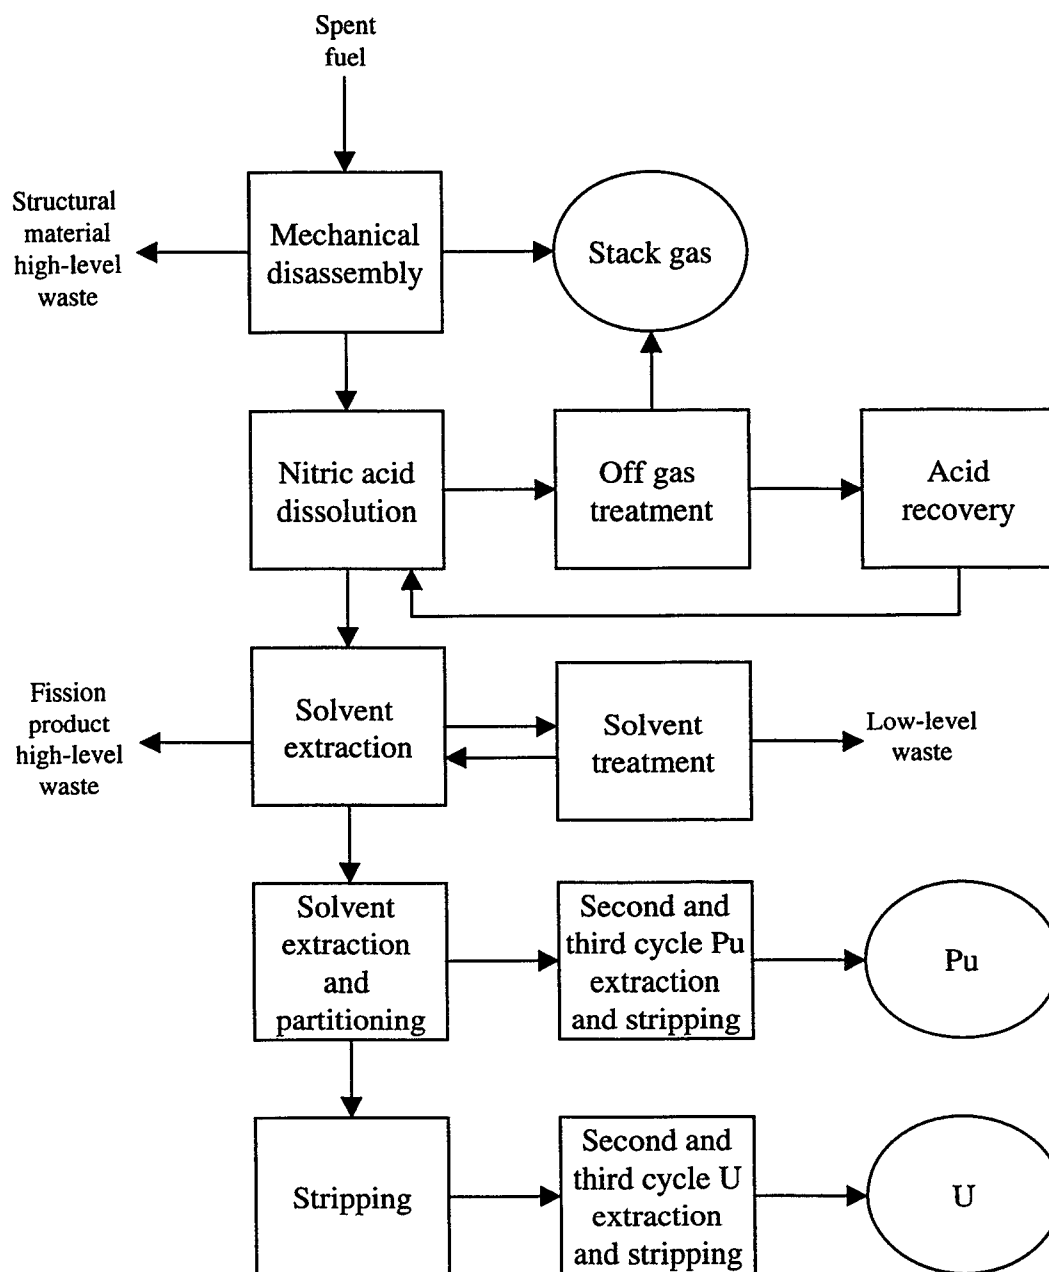 Spent
fuel
Structural
material
high-level
waste
Mechanical
disassembly
Stack gas
Nitric acid
dissolution
Off gas
treatment
Acid
recovery
Fission
product
high-level
waste
Solvent
extraction
Solvent
treatment
Low-level
waste
Solvent
extraction
and
partitioning
Second and
third cycle Pu
extraction
and stripping
Pu
Stripping
Second and
third cycle U
extraction
and stripping
U